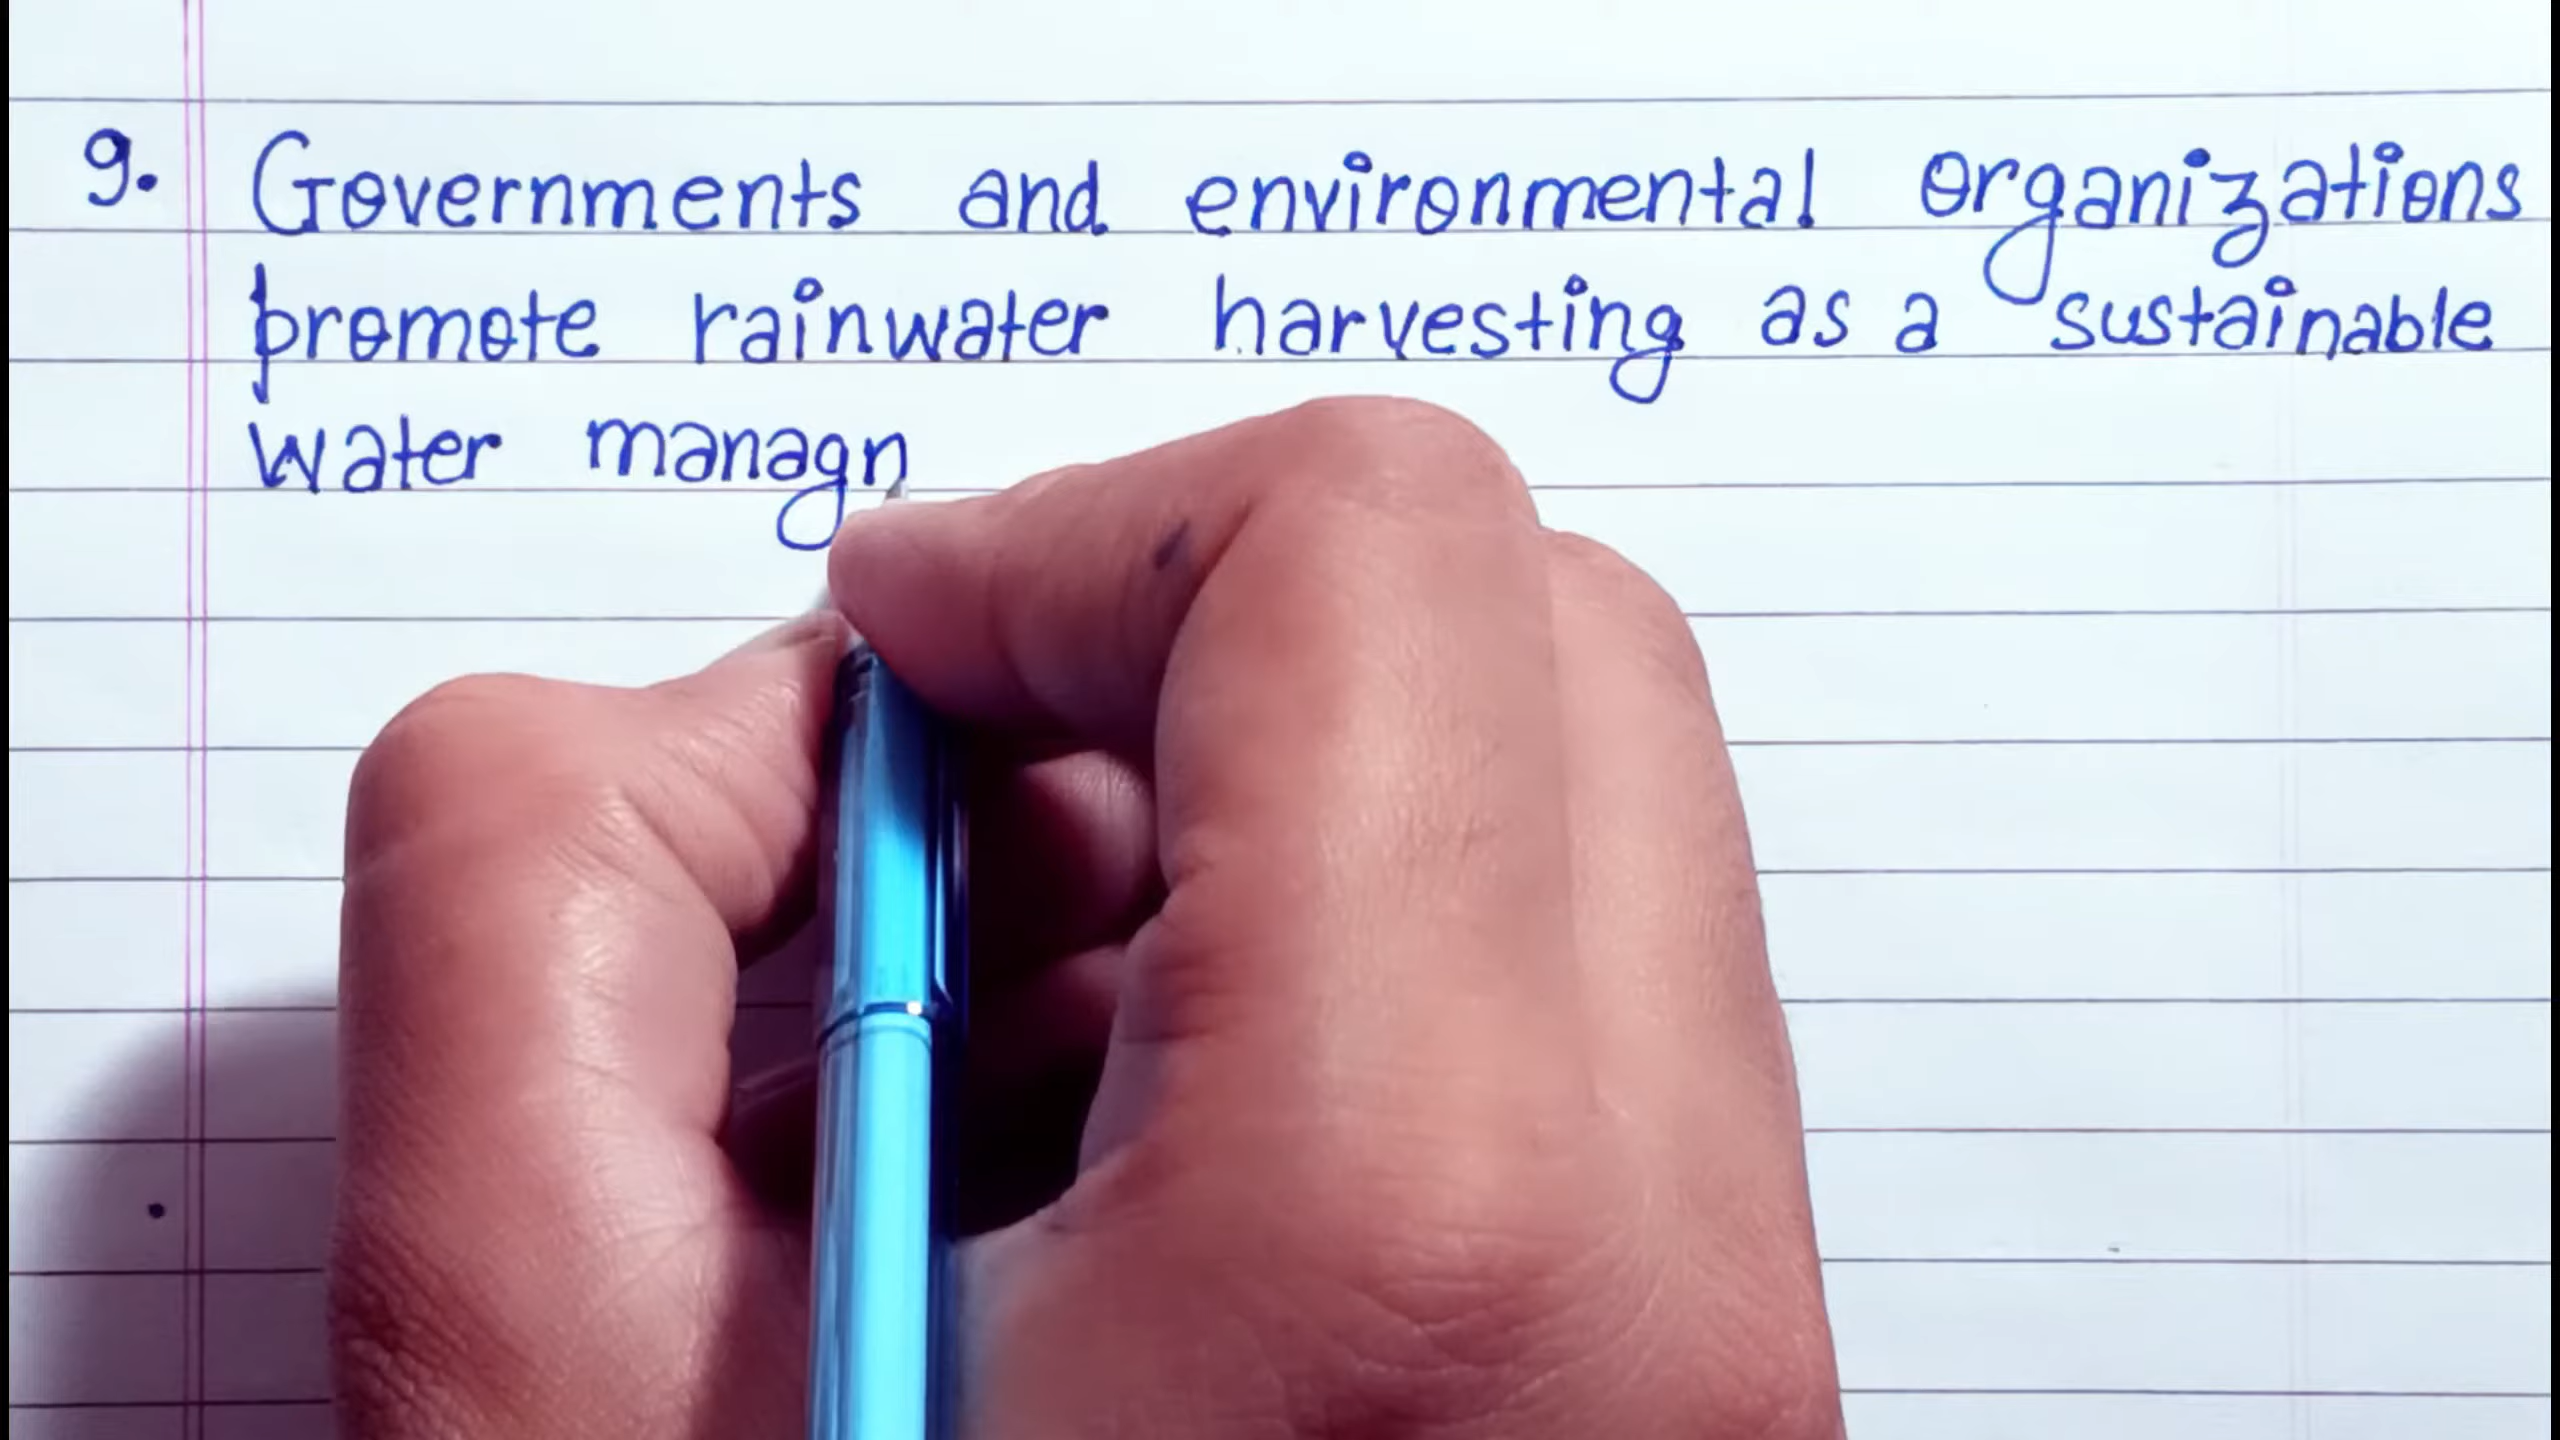 9. Governments and environmental organizations
promote rainwater harvesting as a sustainable
water managn